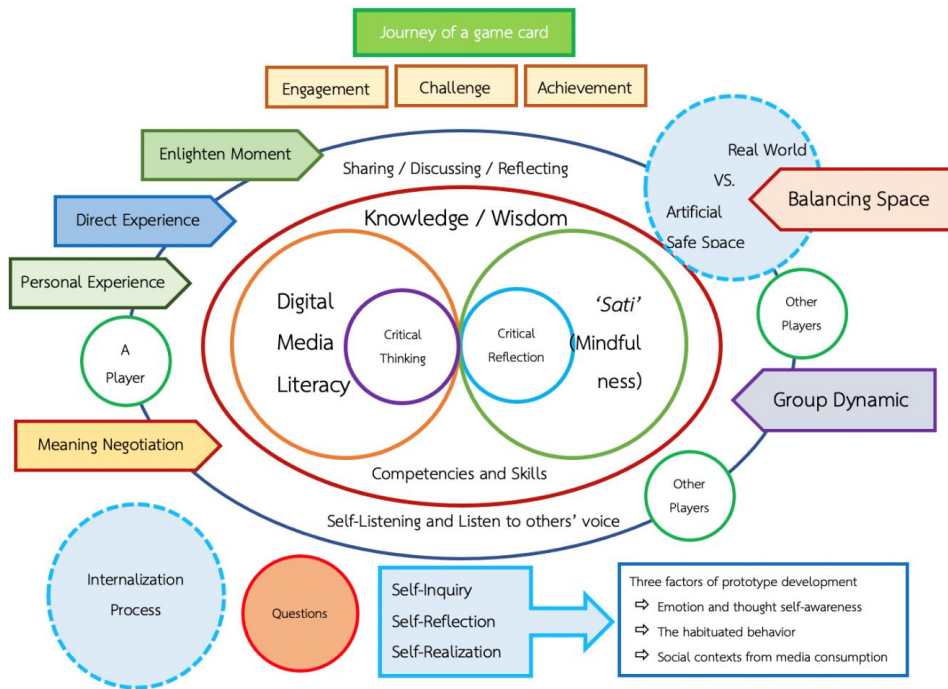 Journey of a game card
Engagement
Challenge
Achievement
Enlighten Moment
Sharing / Discussing / Reflecting
Real World
VS.
Artificial
Safe Space
Balancing Space
Direct Experience
Knowledge / Wisdom
Personal Experience
Digital
Media
Literacy
Critical
Thinking
Critical
Reflection
‘Sati’
(Mindful
ness)
Other
Players
A
Player
Group Dynamic
Meaning Negotiation
Competencies and Skills
Other
Players
Self-Listening and Listen to others’ voice
Internalization
Process
Questions
Self-Inquiry
Self-Reflection
Self-Realization
Three factors of prototype development
⇨ Emotion and thought self-awareness
⇨ The habituated behavior
⇨ Social contexts from media consumption